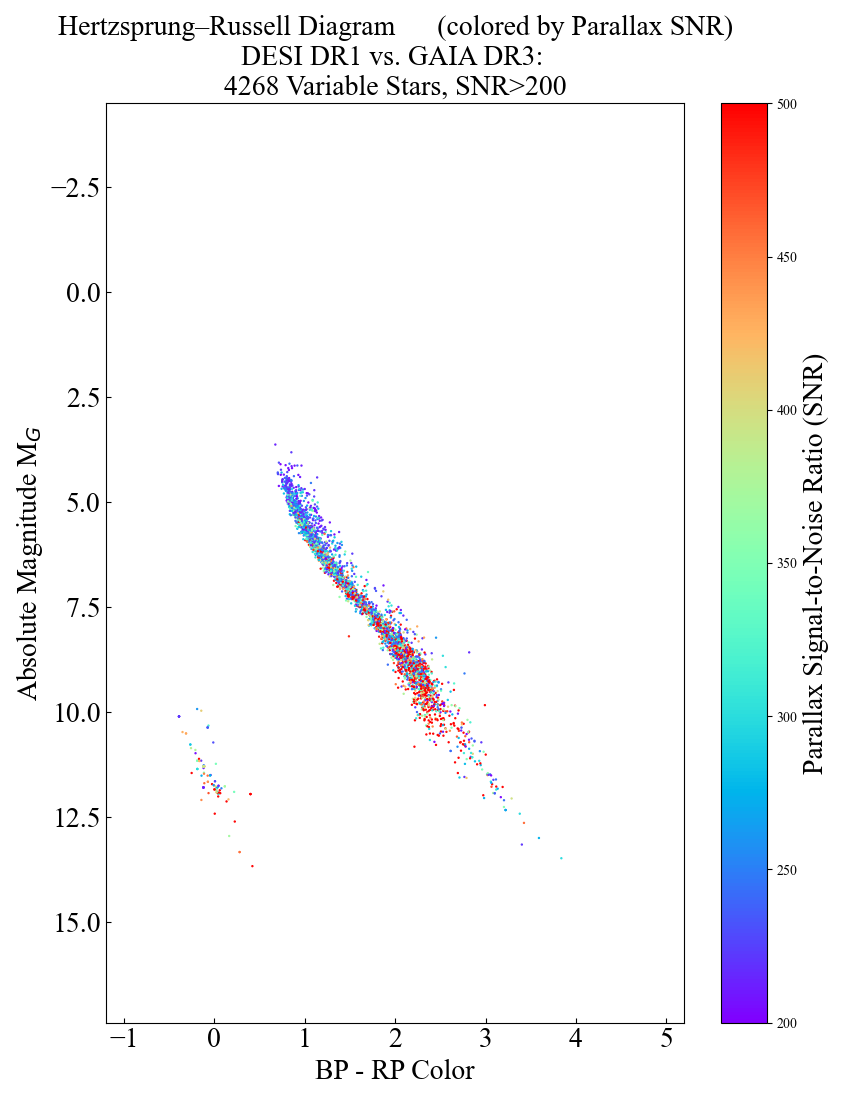 Hertzsprung–Russell Diagram (colored by Parallax SNR)
DESI DR1 vs. GAIA DR3:
4268 Variable Stars, SNR>200
Absolute Magnitude M_G
−2.5
0.0
2.5
5.0
7.5
10.0
12.5
15.0
−1 0 1 2 3 4 5
BP - RP Color
500
450
400
350
300
250
200
Parallax Signal-to-Noise Ratio (SNR)